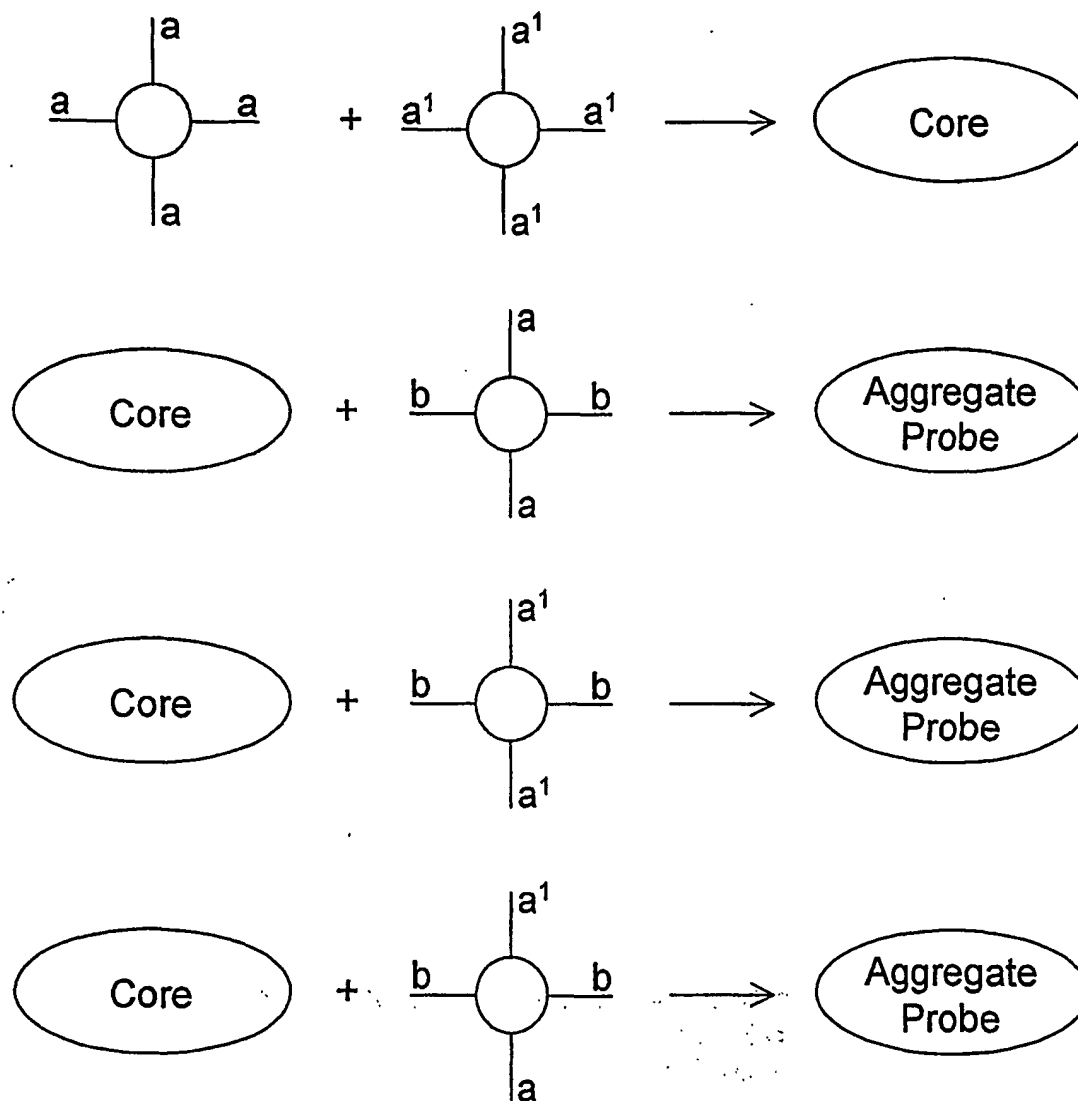 a
a a + a¹ a¹ → Core
a¹
a
a¹
a
Core + b b → Aggregate
Probe
a
a¹
Core + b b → Aggregate
Probe
a¹
a¹
Core + b b → Aggregate
Probe
a